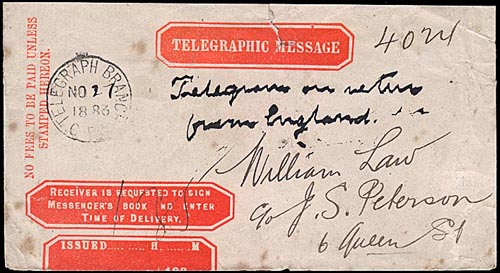 TELEGRAPHIC MESSAGE
NO FEES TO BE PAID UNLESS
STAMPED HEREON.
TELEGRAPH BRANCH
NO 27
1883
Telegram on return
from England.
William Law
c/o J. S. Peterson
6 Queen St
RECEIVER IS REQUESTED TO SIGN
MESSENGER'S BOOK AND ENTER
TIME OF DELIVERY.
ISSUED.........H.........M